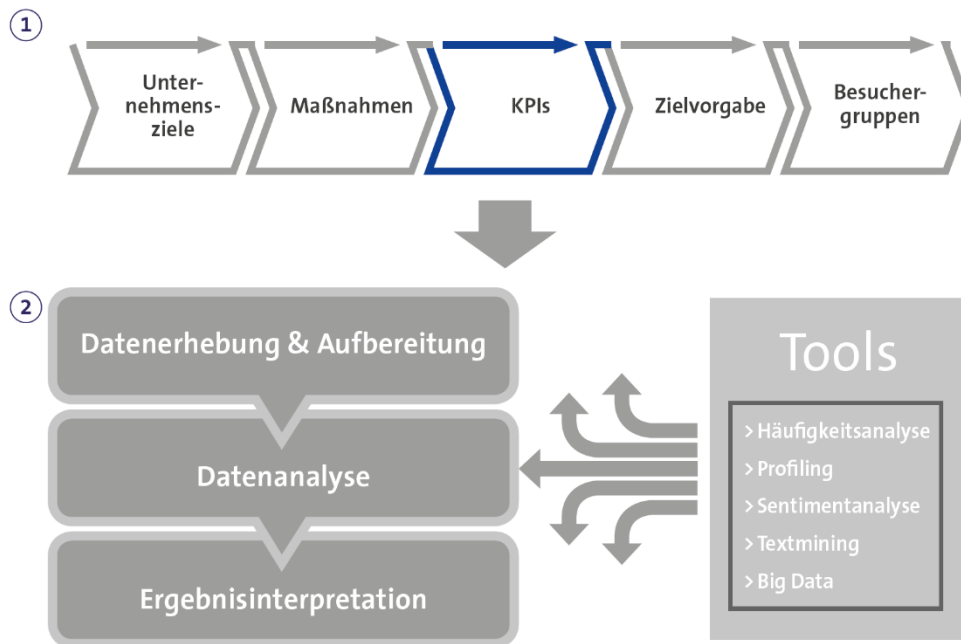 1
Unter-
nehmens-
ziele
Maßnahmen
KPIs
Zielvorgabe
Besucher-
gruppen
2
Datenerhebung & Aufbereitung
Datenanalyse
Ergebnisinterpretation
Tools
> Häufigkeitsanalyse
> Profiling
> Sentimentanalyse
> Textmining
> Big Data